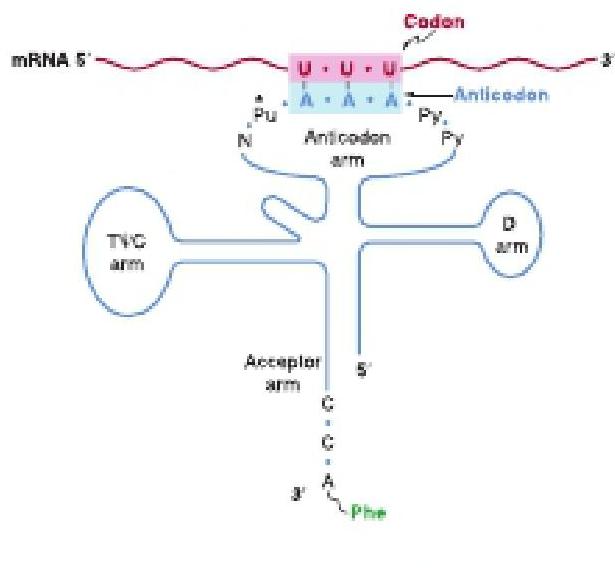 Codon
mRNA 5′ 3′
U · U · U
A · A · A Anticodon
Pu Py
N Anticodon Py
arm
TΨC D
arm arm
Acceptor 5′
arm
C
C
3′ A
Phe